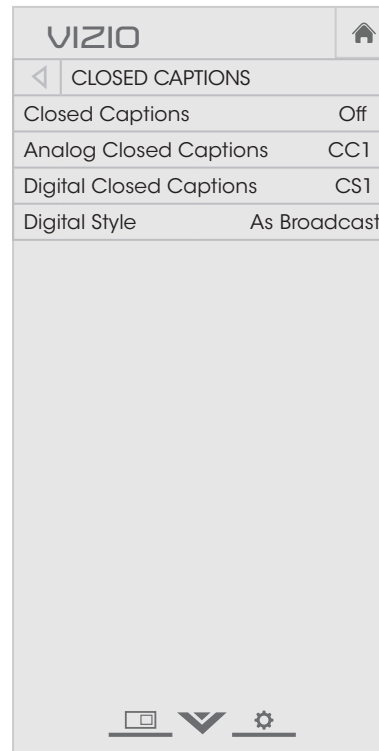 VIZIO
CLOSED CAPTIONS
Closed Captions Off
Analog Closed Captions CC1
Digital Closed Captions CS1
Digital Style As Broadcast